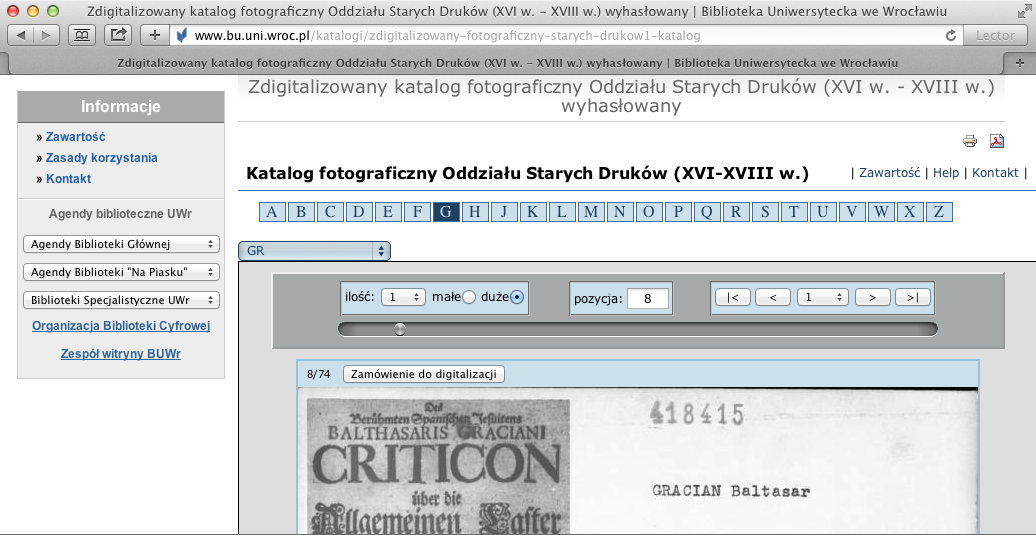 Zdigitalizowany katalog fotograficzny Oddziału Starych Druków (XVI w. – XVIII w.) wyhasłowany | Biblioteka Uniwersytecka we Wrocławiu
www.bu.uni.wroc.pl/katalogi/zdigitalizowany-fotograficzny-starych-drukow1-katalog
Lector
Zdigitalizowany katalog fotograficzny Oddziału Starych Druków (XVI w. – XVIII w.) wyhasłowany | Biblioteka Uniwersytecka we Wrocławiu
Informacje
» Zawartość
» Zasady korzystania
» Kontakt
Agendy biblioteczne UWr
Agendy Biblioteki Głównej
Agendy Biblioteki "Na Piasku"
Biblioteki Specjalistyczne UWr
Organizacja Biblioteki Cyfrowej
Zespół witryny BUWr
Zdigitalizowany katalog fotograficzny Oddziału Starych Druków (XVI w. - XVIII w.)
wyhasłowany
Katalog fotograficzny Oddziału Starych Druków (XVI-XVIII w.)
| Zawartość | Help | Kontakt |
A B C D E F G H J K L M N O P Q R S T U V W X Z
GR
ilość: 1 małe duże
pozycja: 8
|< < 1 > >|
8/74 Zamówienie do digitalizacji
Des
Berühmten Spanischen Jesuitens
BALTHASARIS GRACIANI
CRITICON
über die
Allgemeinen Laster
418415
GRACIAN Baltasar